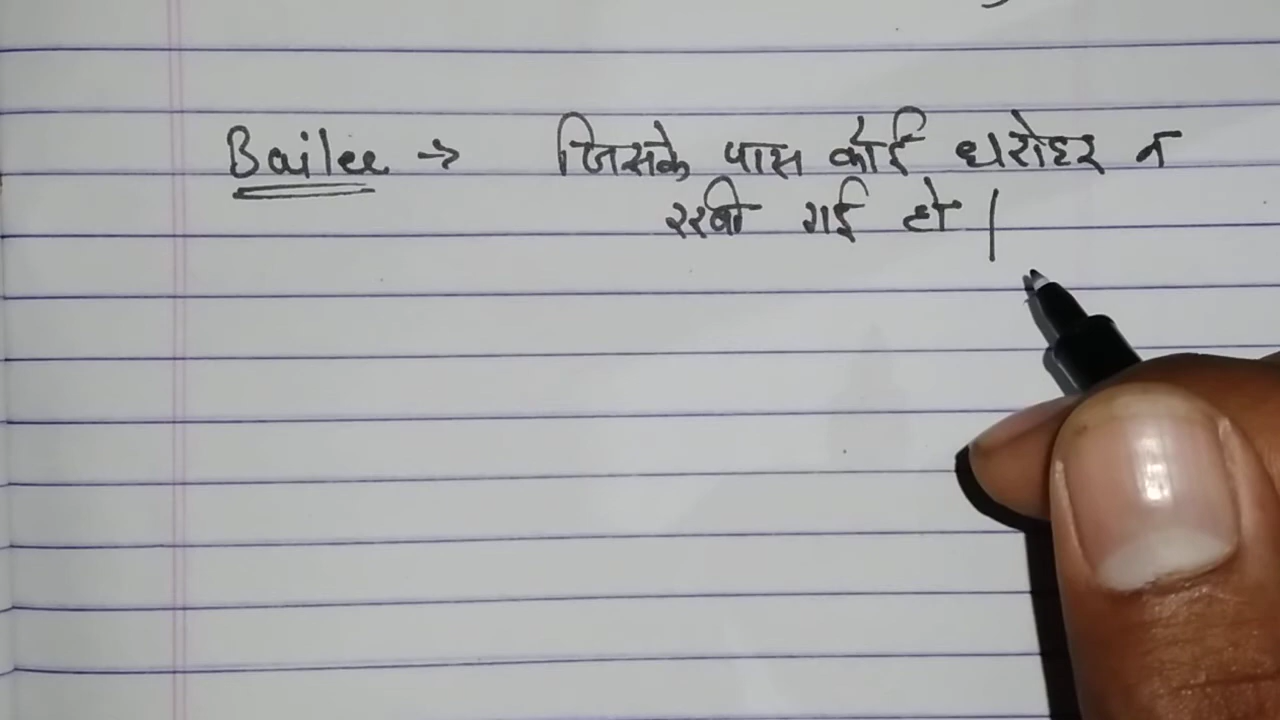 Bailee → जिसके पास कोई धरोहर न
रखी गई हो |